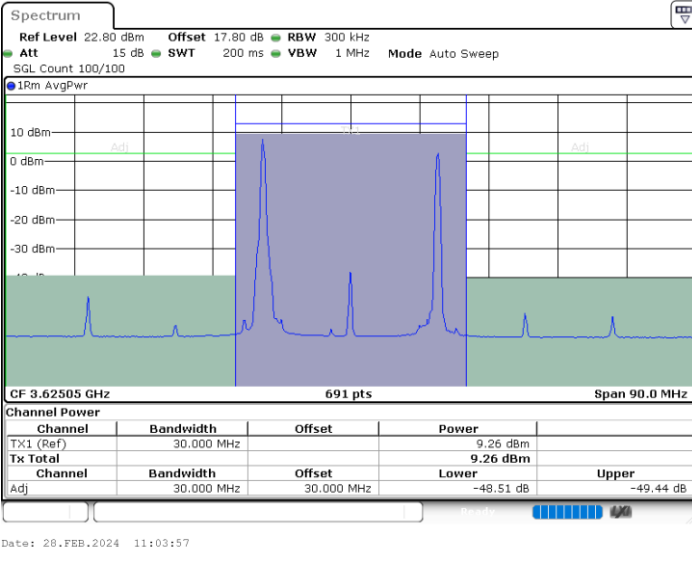 Spectrum
Ref Level 22.80 dBm Offset 17.80 dB RBW 300 kHz
Att 15 dB SWT 200 ms VBW 1 MHz Mode Auto Sweep
SGL Count 100/100
1Rm AvgPwr
10 dBm
TX1
Adj Adj
0 dBm
-10 dBm
-20 dBm
-30 dBm
CF 3.62505 GHz 691 pts Span 90.0 MHz
Channel Power
Channel Bandwidth Offset Power
TX1 (Ref) 30.000 MHz 9.26 dBm
Tx Total 9.26 dBm
Channel Bandwidth Offset Lower Upper
Adj 30.000 MHz 30.000 MHz -48.51 dB -49.44 dB
Ready
Date: 28.FEB.2024 11:03:57